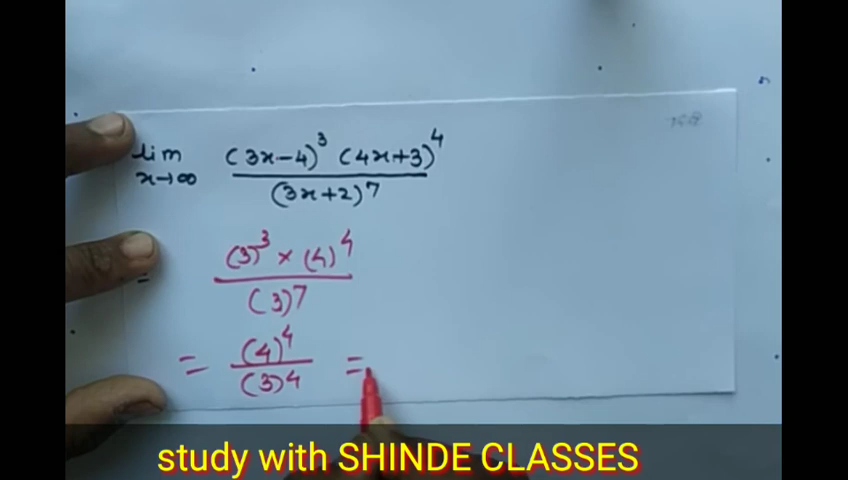 lim (3x-4)³ (4x+3)⁴
x→∞ (3x+2)⁷
= (3)³ × (4)⁴
(3)⁷
= (4)⁴ =
(3)4
study with SHINDE CLASSES